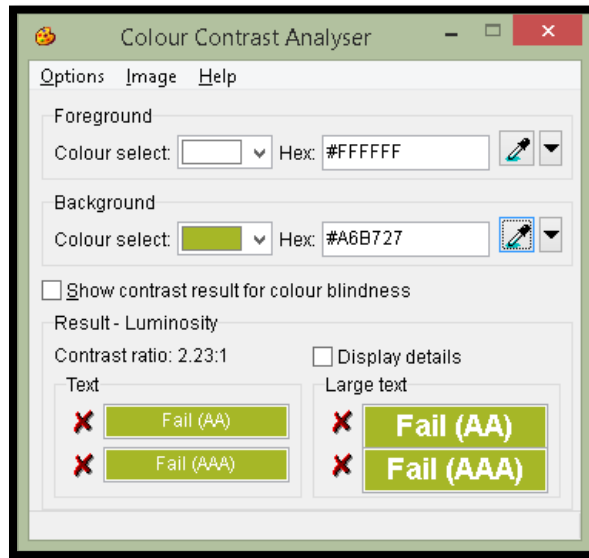 Colour Contrast Analyser
Options Image Help
Foreground
Colour select: Hex: #FFFFFF
Background
Colour select: Hex: #A6B727
Show contrast result for colour blindness
Result - Luminosity
Contrast ratio: 2.23:1 Display details
Text
Fail (AA)
Fail (AAA)
Large text
Fail (AA)
Fail (AAA)